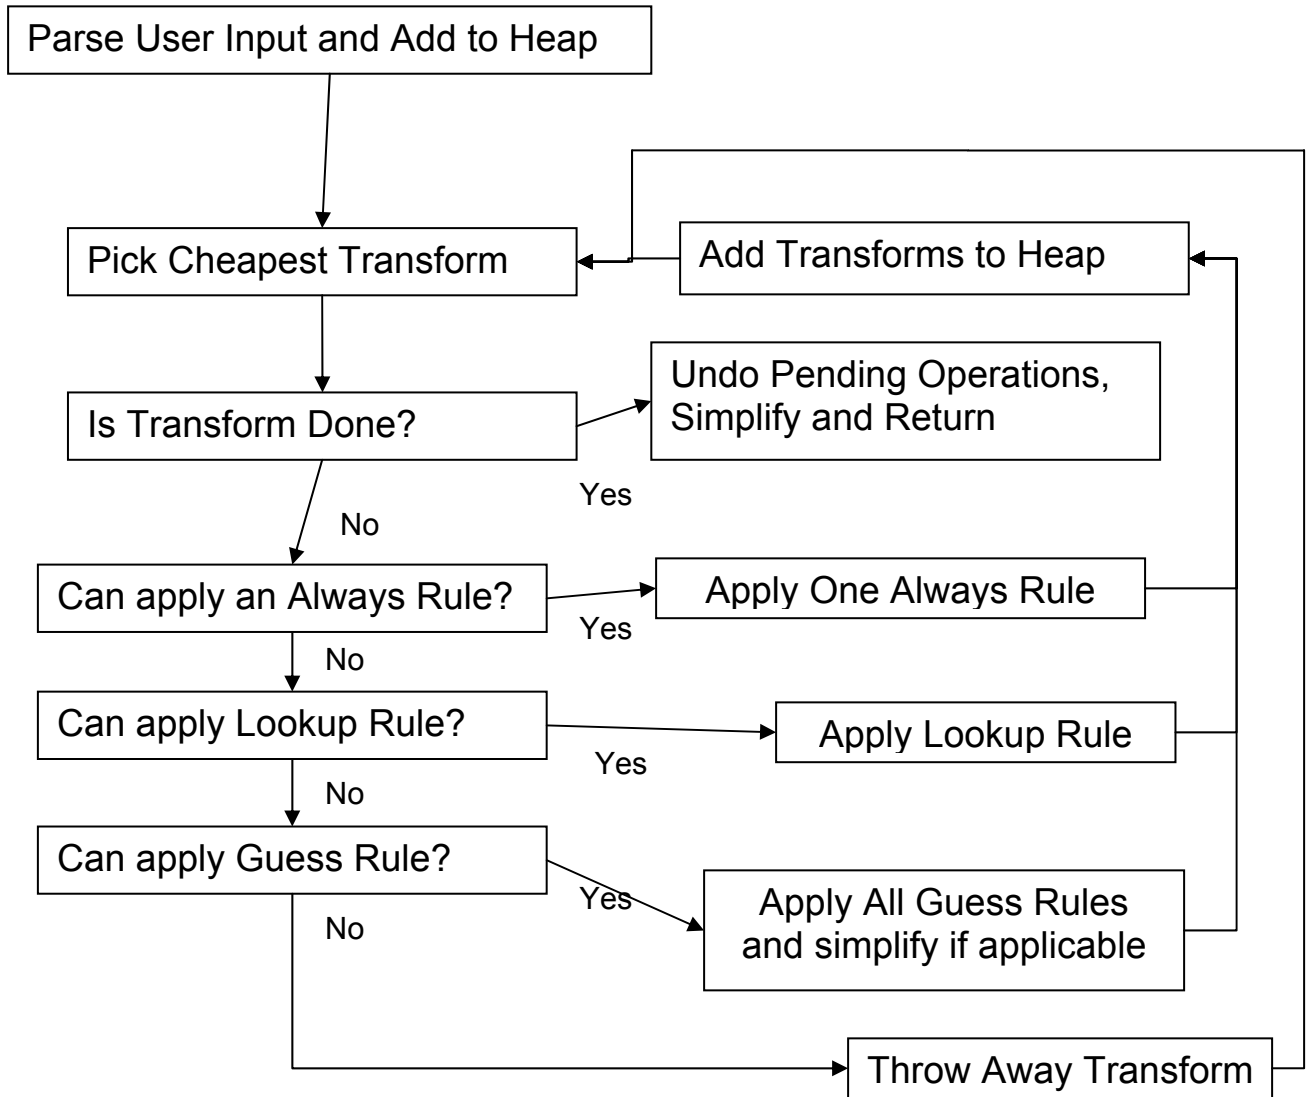 Parse User Input and Add to Heap
Pick Cheapest Transform
Add Transforms to Heap
Is Transform Done?
Undo Pending Operations,
Simplify and Return
Yes
No
Can apply an Always Rule?
Apply One Always Rule
Yes
No
Can apply Lookup Rule?
Apply Lookup Rule
Yes
No
Can apply Guess Rule?
Apply All Guess Rules
and simplify if applicable
Yes
No
Throw Away Transform